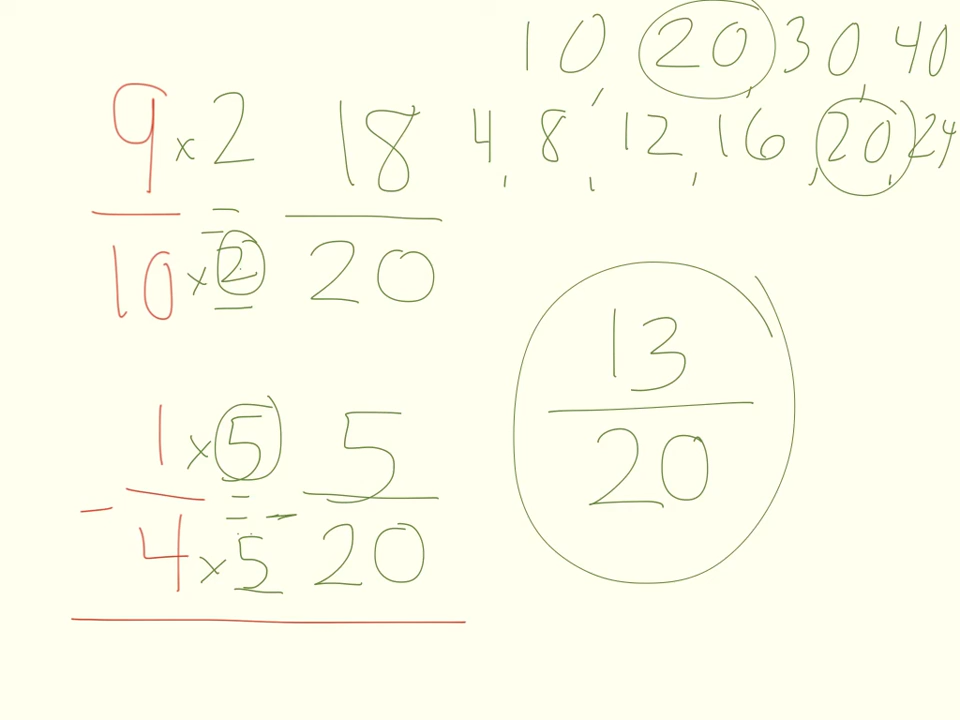 10, 20, 30, 40
4, 8, 12, 16, 20, 24
9 × 2 18
— = —
10 × 2 20
13
—
20
1 × 5 5
- — = - —
4 × 5 20